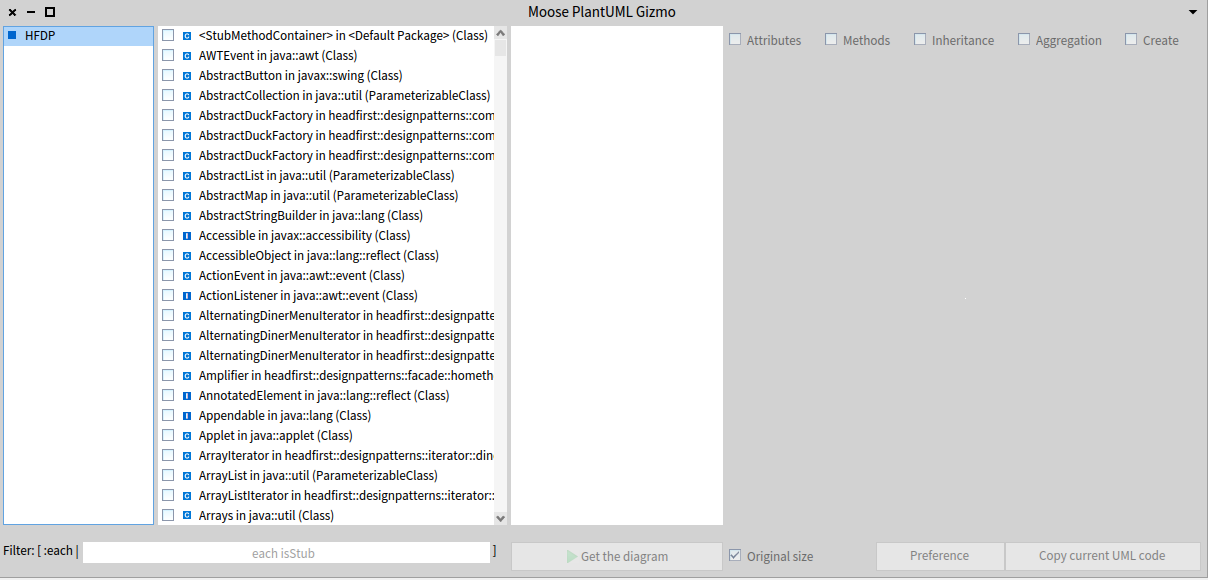 Moose PlantUML Gizmo
HFDP
<StubMethodContainer> in <Default Package> (Class)
AWTEvent in java::awt (Class)
AbstractButton in javax::swing (Class)
AbstractCollection in java::util (ParameterizableClass)
AbstractDuckFactory in headfirst::designpatterns::com
AbstractDuckFactory in headfirst::designpatterns::com
AbstractDuckFactory in headfirst::designpatterns::com
AbstractList in java::util (ParameterizableClass)
AbstractMap in java::util (ParameterizableClass)
AbstractStringBuilder in java::lang (Class)
Accessible in javax::accessibility (Class)
AccessibleObject in java::lang::reflect (Class)
ActionEvent in java::awt::event (Class)
ActionListener in java::awt::event (Class)
AlternatingDinerMenuIterator in headfirst::designpatte
AlternatingDinerMenuIterator in headfirst::designpatte
AlternatingDinerMenuIterator in headfirst::designpatte
Amplifier in headfirst::designpatterns::facade::hometh
AnnotatedElement in java::lang::reflect (Class)
Appendable in java::lang (Class)
Applet in java::applet (Class)
ArrayIterator in headfirst::designpatterns::iterator::din
ArrayList in java::util (ParameterizableClass)
ArrayListIterator in headfirst::designpatterns::iterator::
Arrays in java::util (Class)
Attributes Methods Inheritance Aggregation Create
Filter: [ :each | each isStub ]
Get the diagram Original size Preference Copy current UML code